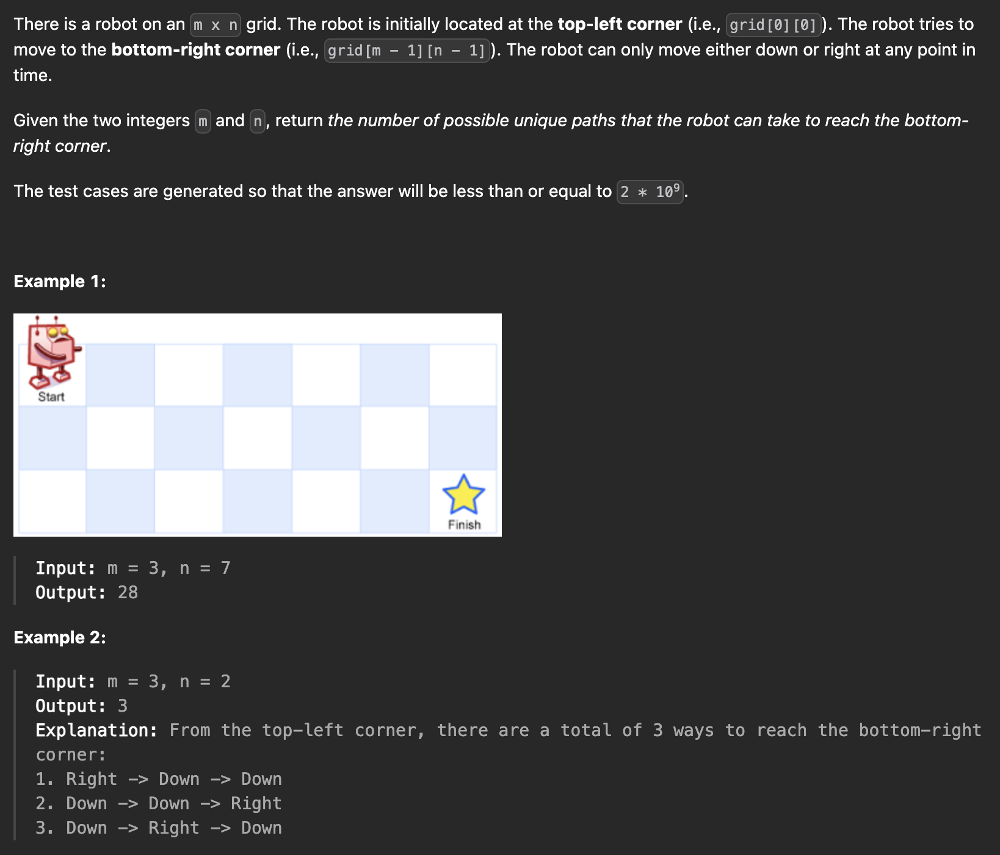 There is a robot on an m x n grid. The robot is initially located at the top-left corner (i.e., grid[0][0]). The robot tries to
move to the bottom-right corner (i.e., grid[m - 1][n - 1]). The robot can only move either down or right at any point in
time.
Given the two integers m and n, return the number of possible unique paths that the robot can take to reach the bottom-
right corner.
The test cases are generated so that the answer will be less than or equal to 2 * 10⁹.
Example 1:
Start
Finish
Input: m = 3, n = 7
Output: 28
Example 2:
Input: m = 3, n = 2
Output: 3
Explanation: From the top-left corner, there are a total of 3 ways to reach the bottom-right
corner:
1. Right -> Down -> Down
2. Down -> Down -> Right
3. Down -> Right -> Down